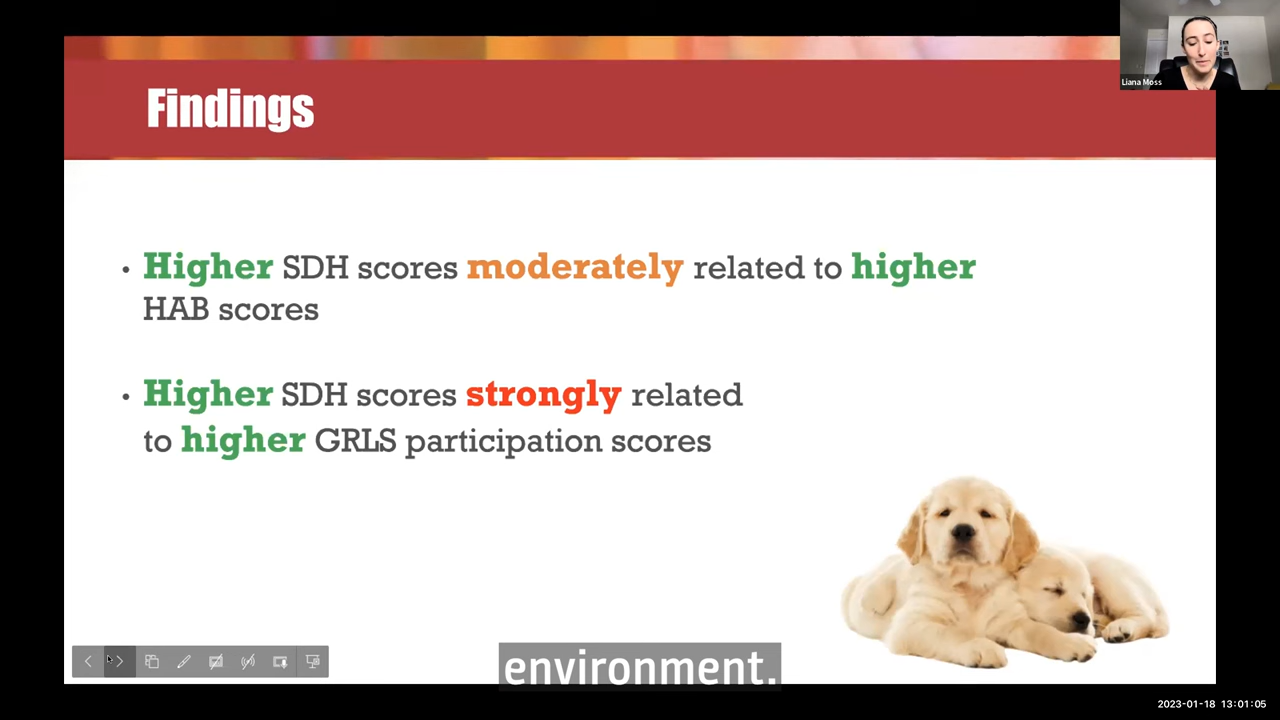 Liana Moss
Findings
• Higher SDH scores moderately related to higher
HAB scores
• Higher SDH scores strongly related
to higher GRLS participation scores
environment.
2023-01-18 13:01:05